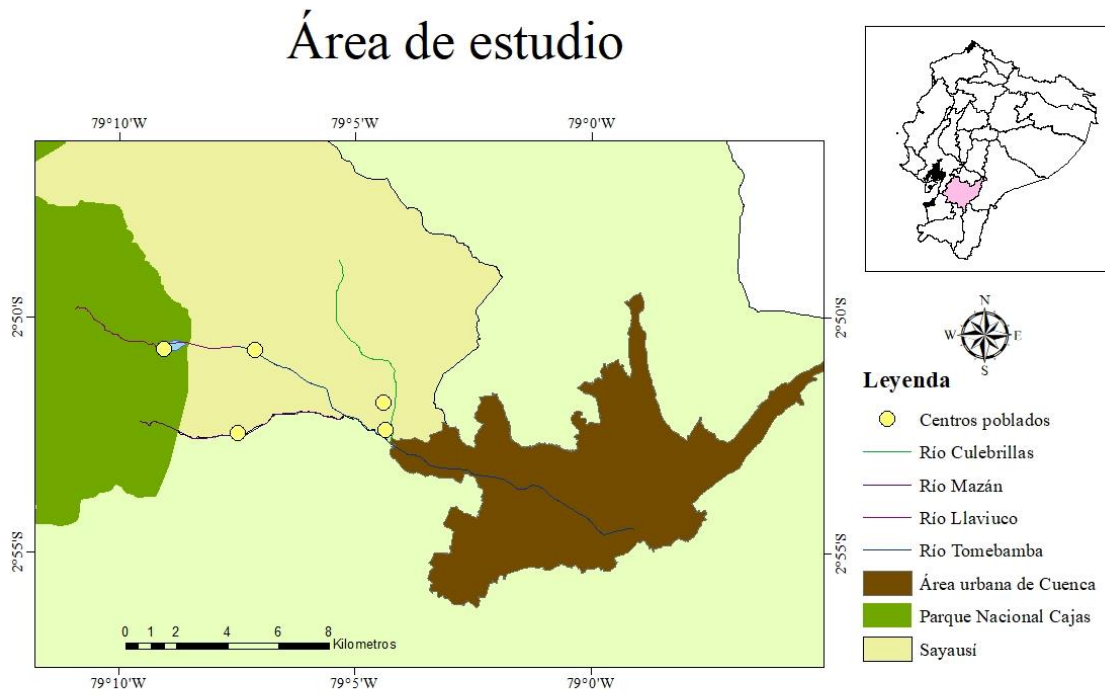 Área de estudio
79°10'W
79°5'W
79°0'W
2°50'S
2°50'S
2°55'S
2°55'S
0 1 2 4 6 8
Kilometros
79°10'W
79°5'W
79°0'W
N
W
E
S
Leyenda
Centros poblados
Río Culebrillas
Río Mazán
Río Llaviuco
Río Tomebamba
Área urbana de Cuenca
Parque Nacional Cajas
Sayausí